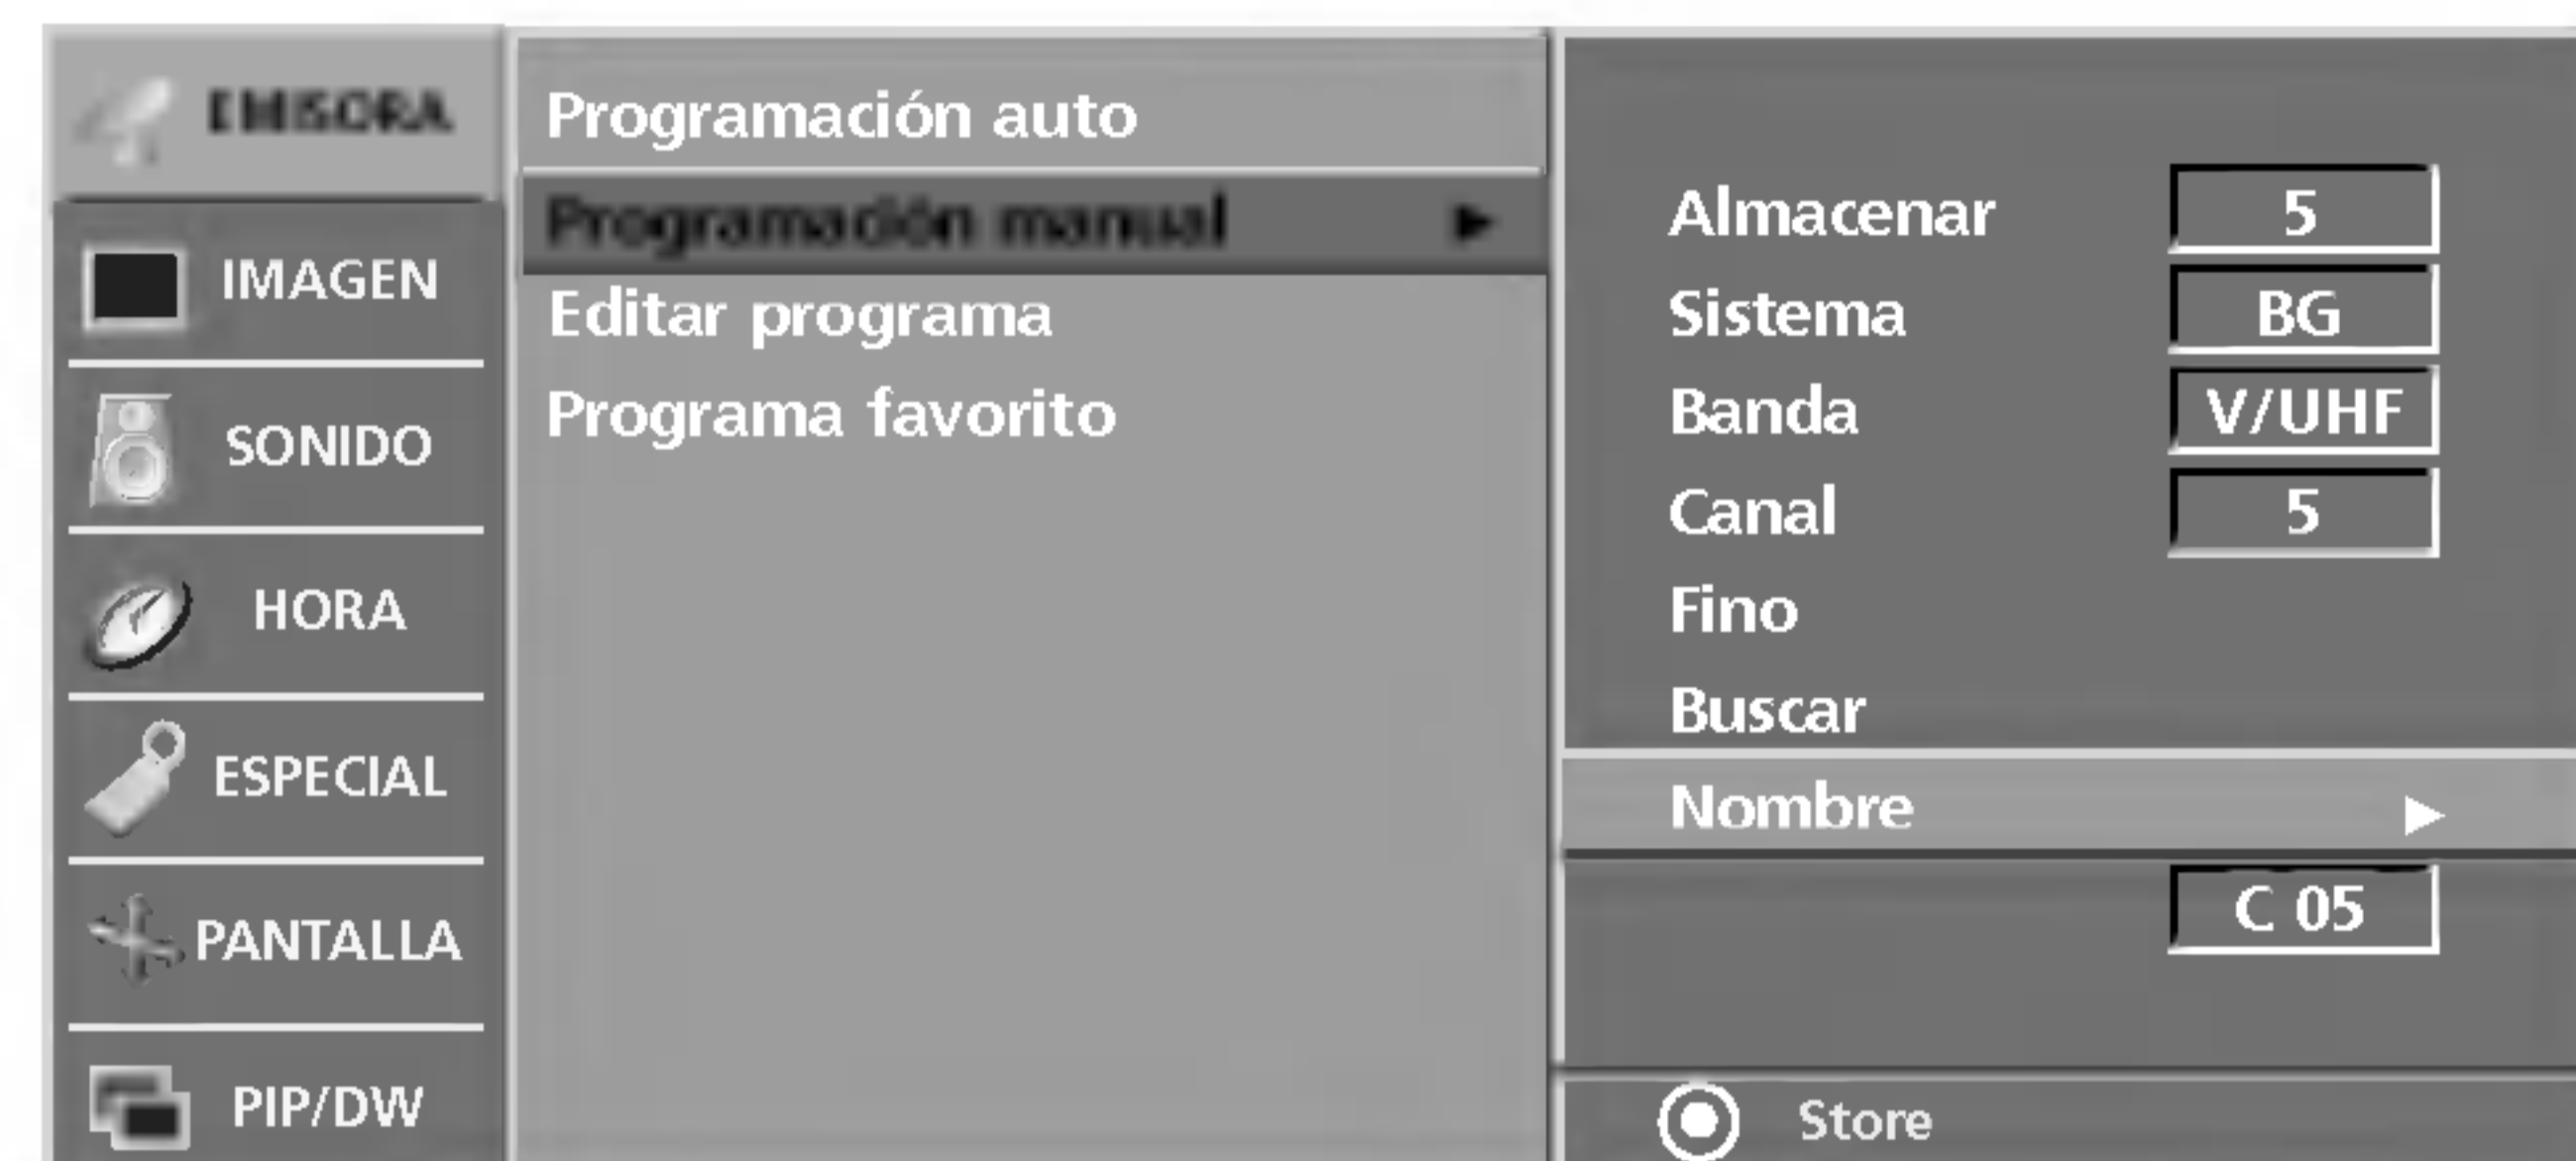 EMISORA
IMAGEN
SONIDO
HORA
ESPECIAL
PANTALLA
PIP/DW
Programación auto
Programación manual
Editar programa
Programa favorito
Almacenar 5
Sistema BG
Banda V/UHF
Canal 5
Fino
Buscar
Nombre
C 05
Store